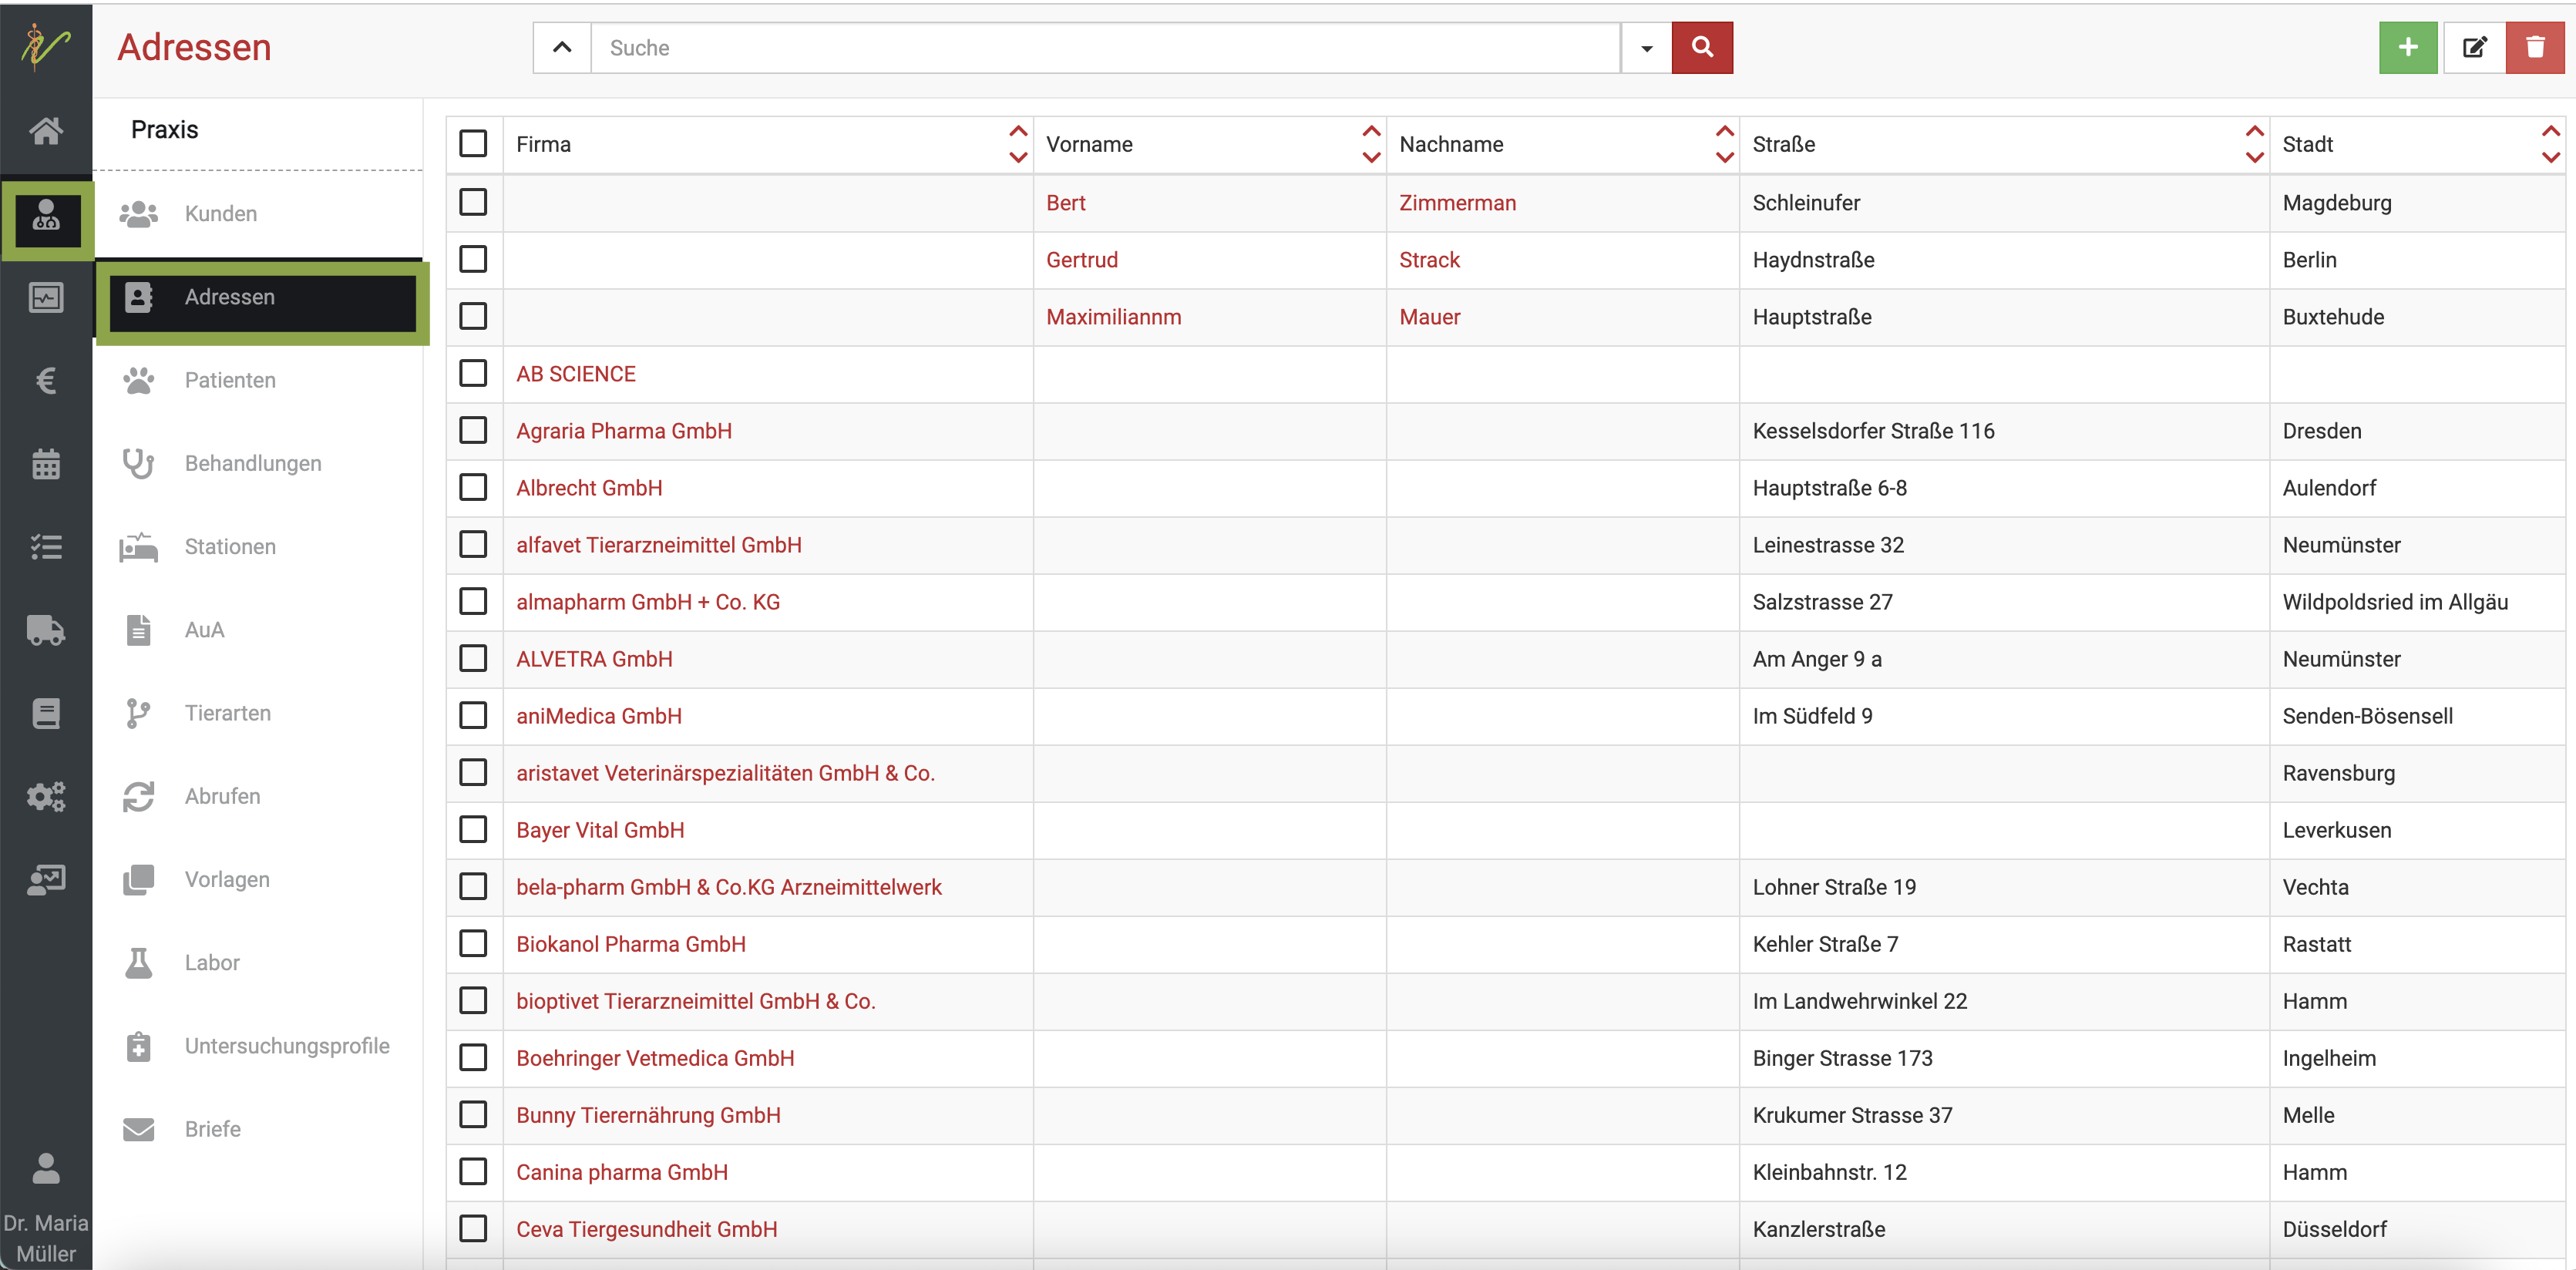 Adressen
Suche
Praxis
Kunden
Adressen
Patienten
Behandlungen
Stationen
AuA
Tierarten
Abrufen
Vorlagen
Labor
Untersuchungsprofile
Briefe
Dr. Maria
Müller
Firma Vorname Nachname Straße Stadt
Bert Zimmerman Schleinufer Magdeburg
Gertrud Strack Haydnstraße Berlin
Maximiliannm Mauer Hauptstraße Buxtehude
AB SCIENCE
Agraria Pharma GmbH Kesselsdorfer Straße 116 Dresden
Albrecht GmbH Hauptstraße 6-8 Aulendorf
alfavet Tierarzneimittel GmbH Leinestrasse 32 Neumünster
almapharm GmbH + Co. KG Salzstrasse 27 Wildpoldsried im Allgäu
ALVETRA GmbH Am Anger 9 a Neumünster
aniMedica GmbH Im Südfeld 9 Senden-Bösensell
aristavet Veterinärspezialitäten GmbH & Co. Ravensburg
Bayer Vital GmbH Leverkusen
bela-pharm GmbH & Co.KG Arzneimittelwerk Lohner Straße 19 Vechta
Biokanol Pharma GmbH Kehler Straße 7 Rastatt
bioptivet Tierarzneimittel GmbH & Co. Im Landwehrwinkel 22 Hamm
Boehringer Vetmedica GmbH Binger Strasse 173 Ingelheim
Bunny Tierernährung GmbH Krukumer Strasse 37 Melle
Canina pharma GmbH Kleinbahnstr. 12 Hamm
Ceva Tiergesundheit GmbH Kanzlerstraße Düsseldorf